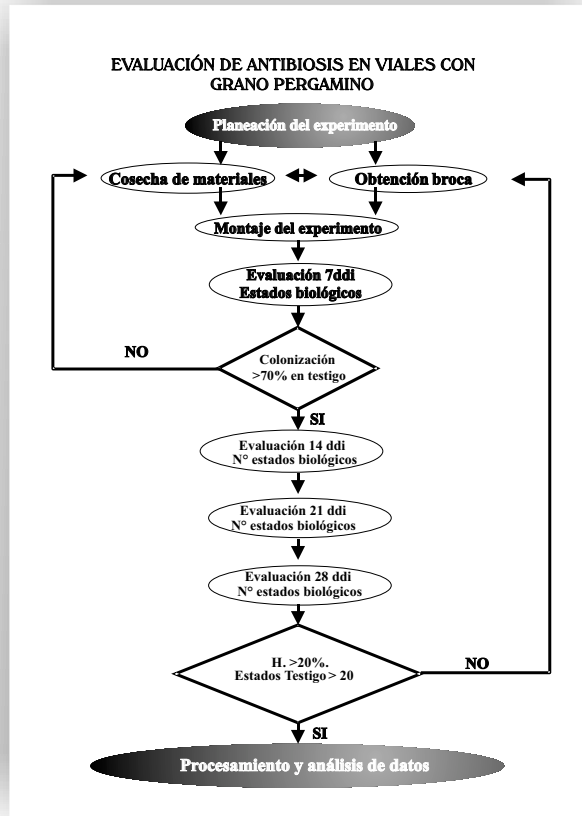 EVALUACIÓN DE ANTIBIOSIS EN VIALES CON
GRANO PERGAMINO
Planeación del experimento
Cosecha de materiales
Obtención broca
Montaje del experimento
Evaluación 7ddi
Estados biológicos
NO
Colonización
>70% en testigo
SI
Evaluación 14 ddi
N° estados biológicos
Evaluación 21 ddi
N° estados biológicos
Evaluación 28 ddi
N° estados biológicos
H. >20%.
Estados Testigo > 20
NO
SI
Procesamiento y análisis de datos